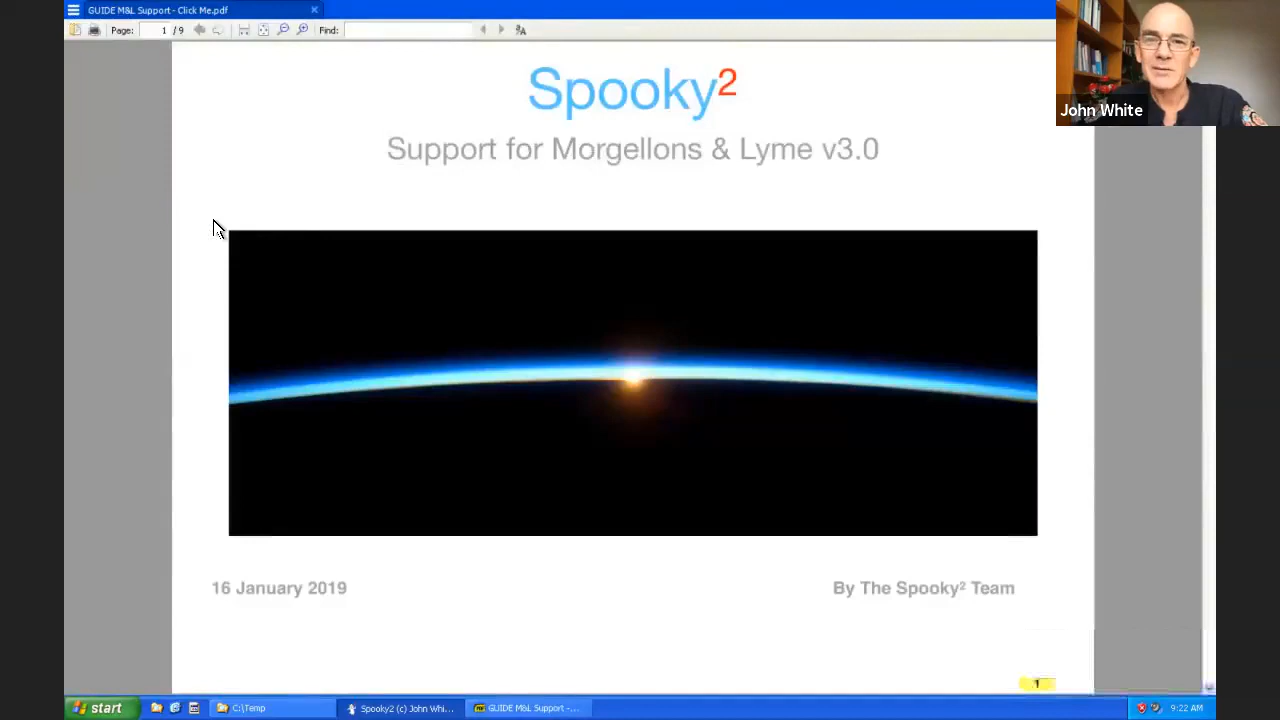 GUIDE M&L Support - Click Me.pdf
Page: 1 / 9 Find:
Spooky²
Support for Morgellons & Lyme v3.0
John White
16 January 2019
By The Spooky² Team
1
start
C:\Temp
Spooky2 (c) John Whi...
GUIDE M&L Support -...
9:22 AM